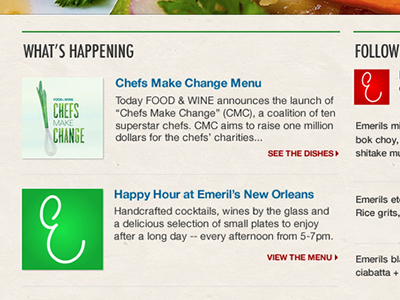 WHAT'S HAPPENING
FOOD & WINE
CHEFS
MAKE
CHANGE
Chefs Make Change Menu
Today FOOD & WINE announces the launch of
“Chefs Make Change” (CMC), a coalition of ten
superstar chefs. CMC aims to raise one million
dollars for the chefs’ charities...
SEE THE DISHES
E
Happy Hour at Emeril’s New Orleans
Handcrafted cocktails, wines by the glass and
a delicious selection of small plates to enjoy
after a long day -- every afternoon from 5-7pm.
VIEW THE MENU
FOLLOW
E
Emerils mi
bok choy,
shitake mu
Emerils ete
Rice grits,
Emerils bla
ciabatta +